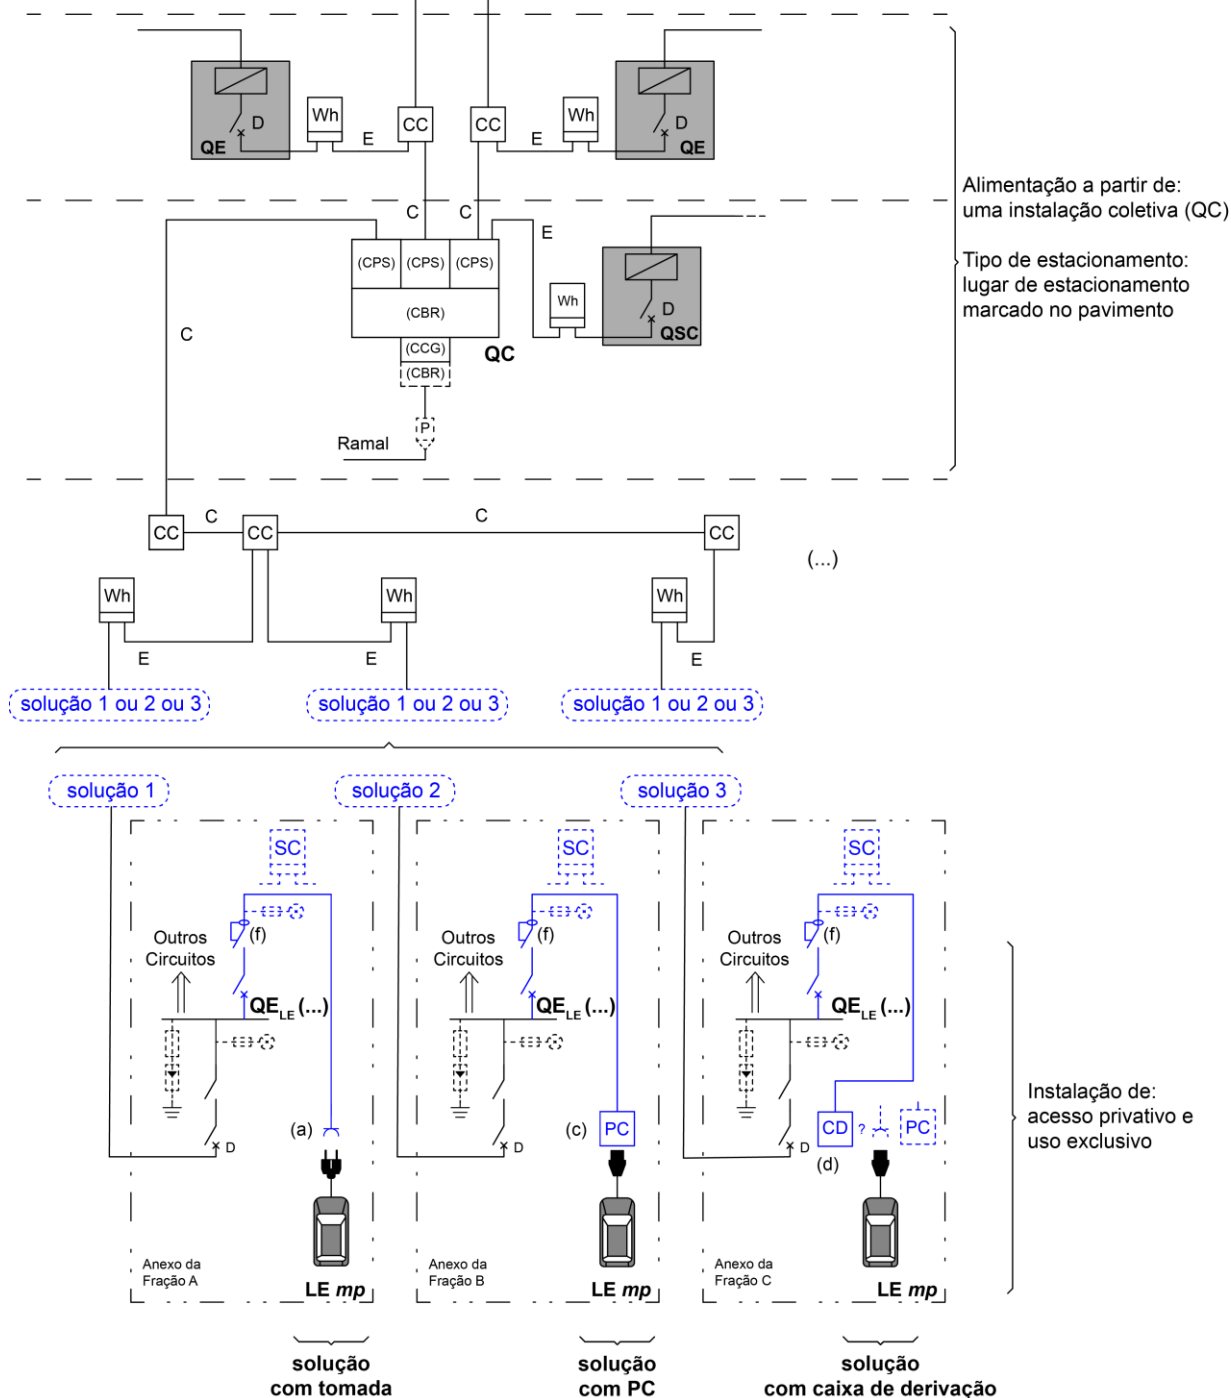 Wh
CC
CC
Wh
D
E
E
D
QE
QE
Alimentação a partir de:
uma instalação coletiva (QC)
C
C
E
(CPS)
(CPS)
(CPS)
Tipo de estacionamento:
lugar de estacionamento
marcado no pavimento
Wh
D
C
(CBR)
QSC
(CCG)
QC
(CBR)
P
Ramal
CC
C
CC
C
CC
(...)
Wh
Wh
Wh
E
E
E
solução 1 ou 2 ou 3
solução 1 ou 2 ou 3
solução 1 ou 2 ou 3
solução 1
solução 2
solução 3
SC
SC
SC
(f)
(f)
(f)
Outros
Circuitos
Outros
Circuitos
Outros
Circuitos
QELE (...)
QELE (...)
QELE (...)
Instalação de:
acesso privativo e
uso exclusivo
(a)
D
(c)
PC
D
CD
?
PC
D
(d)
Anexo da
Fração A
LE mp
Anexo da
Fração B
LE mp
Anexo da
Fração C
LE mp
solução
com tomada
solução
com PC
solução
com caixa de derivação